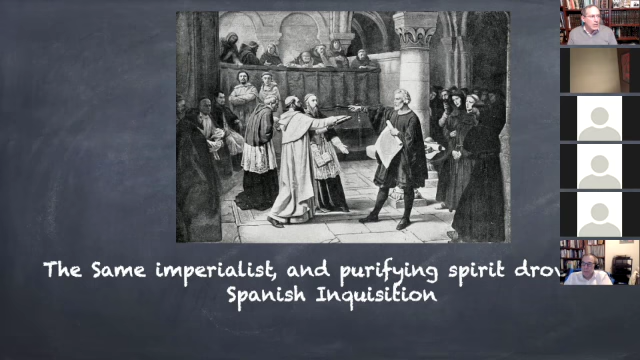 The Same imperialist, and purifying spirit drov
Spanish Inquisition